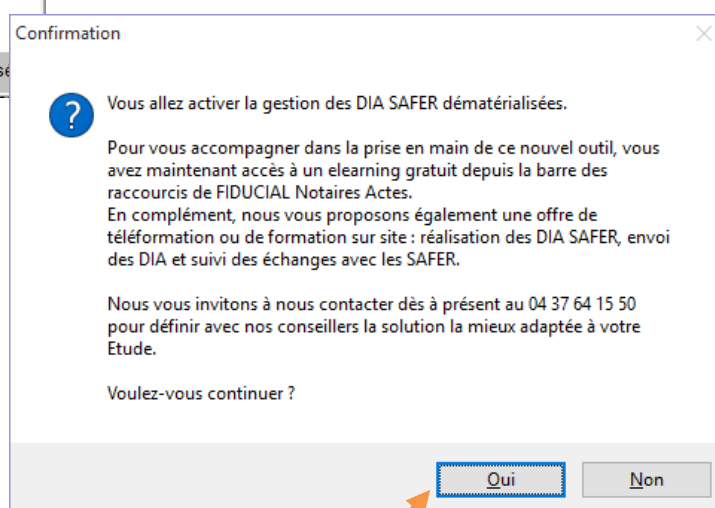 Confirmation
Vous allez activer la gestion des DIA SAFER dématérialisées.
Pour vous accompagner dans la prise en main de ce nouvel outil, vous
avez maintenant accès à un elearning gratuit depuis la barre des
raccourcis de FIDUCIAL Notaires Actes.
En complément, nous vous proposons également une offre de
téléformation ou de formation sur site : réalisation des DIA SAFER, envoi
des DIA et suivi des échanges avec les SAFER.
Nous vous invitons à nous contacter dès à présent au 04 37 64 15 50
pour définir avec nos conseillers la solution la mieux adaptée à votre
Etude.
Voulez-vous continuer ?
Oui
Non